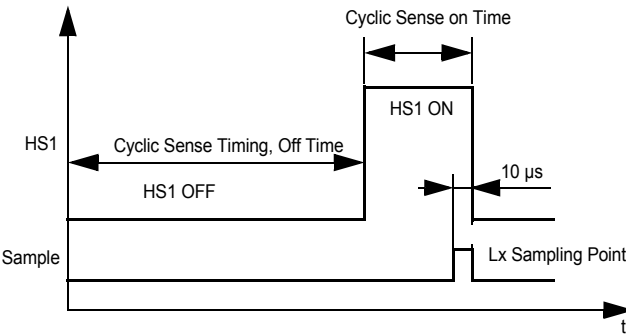 Cyclic Sense on Time
HS1 ON
HS1
Cyclic Sense Timing, Off Time
10 µs
HS1 OFF
Sample
Lx Sampling Point
t